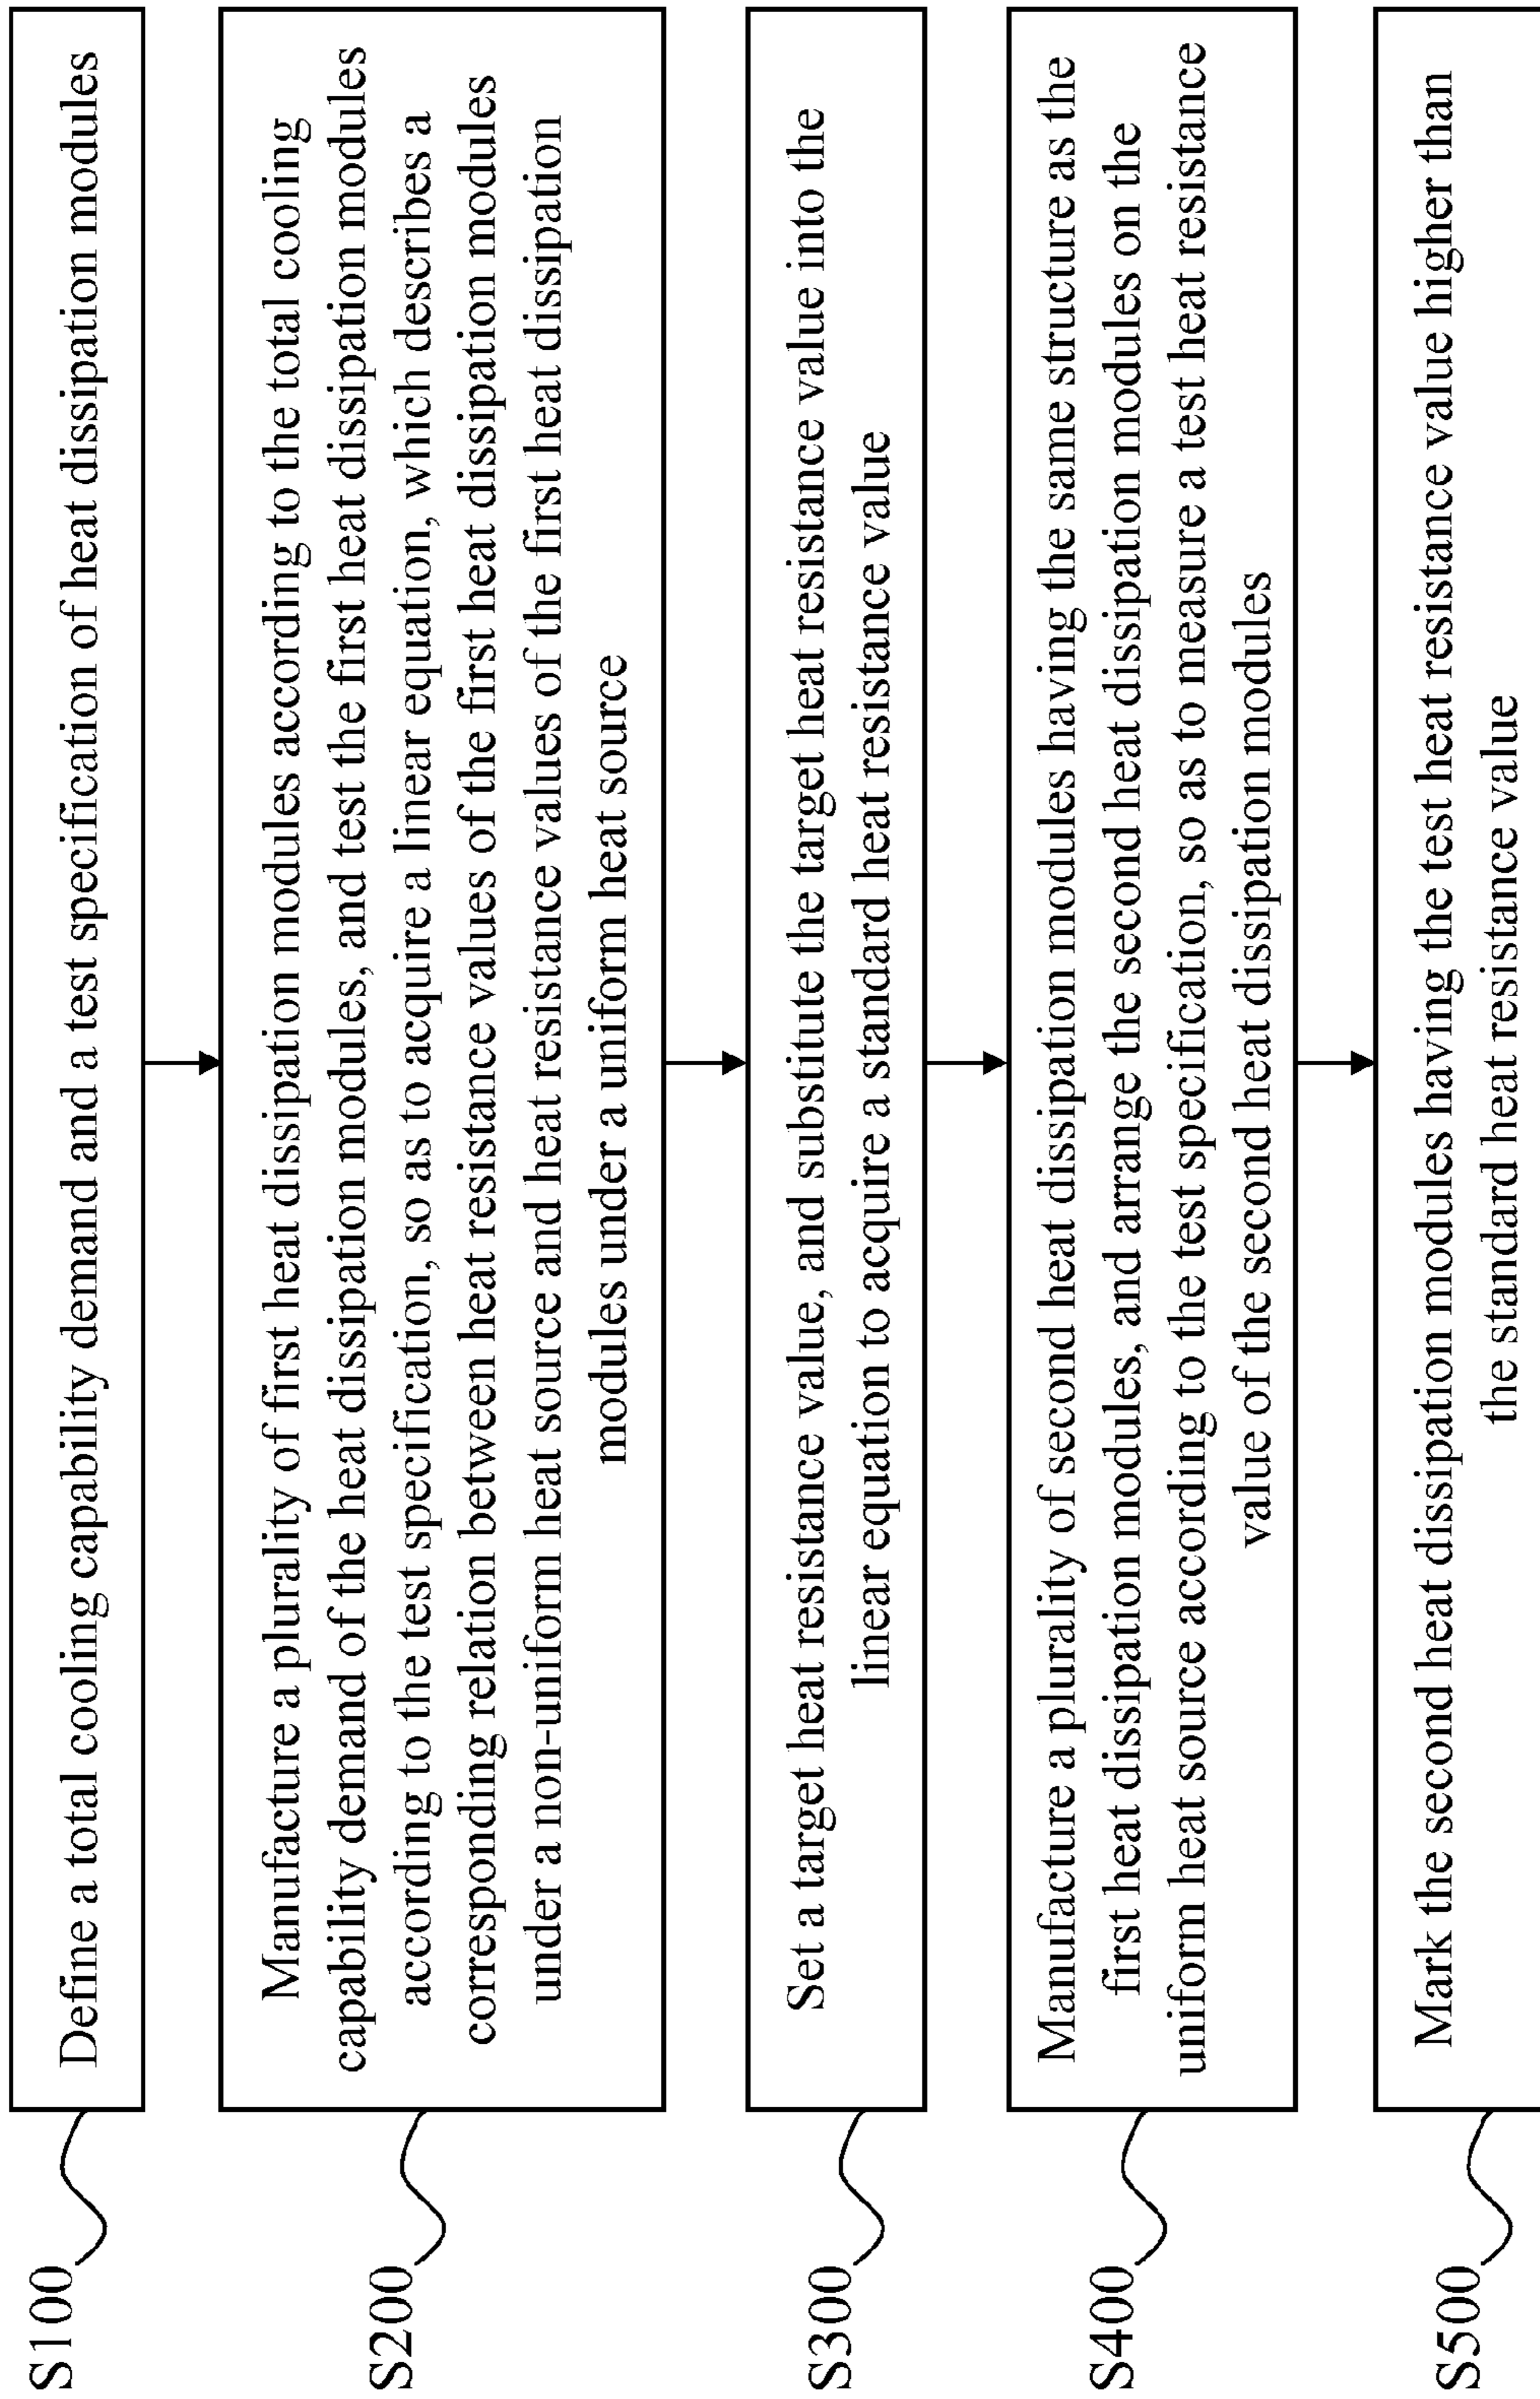 S100
Define a total cooling capability demand and a test specification of heat dissipation modules
S200
Manufacture a plurality of first heat dissipation modules according to the total cooling
capability demand of the heat dissipation modules, and test the first heat dissipation modules
according to the test specification, so as to acquire a linear equation, which describes a
corresponding relation between heat resistance values of the first heat dissipation modules
under a non-uniform heat source and heat resistance values of the first heat dissipation
modules under a uniform heat source
S300
Set a target heat resistance value, and substitute the target heat resistance value into the
linear equation to acquire a standard heat resistance value
S400
Manufacture a plurality of second heat dissipation modules having the same structure as the
first heat dissipation modules, and arrange the second heat dissipation modules on the
uniform heat source according to the test specification, so as to measure a test heat resistance
value of the second heat dissipation modules
S500
Mark the second heat dissipation modules having the test heat resistance value higher than
the standard heat resistance value